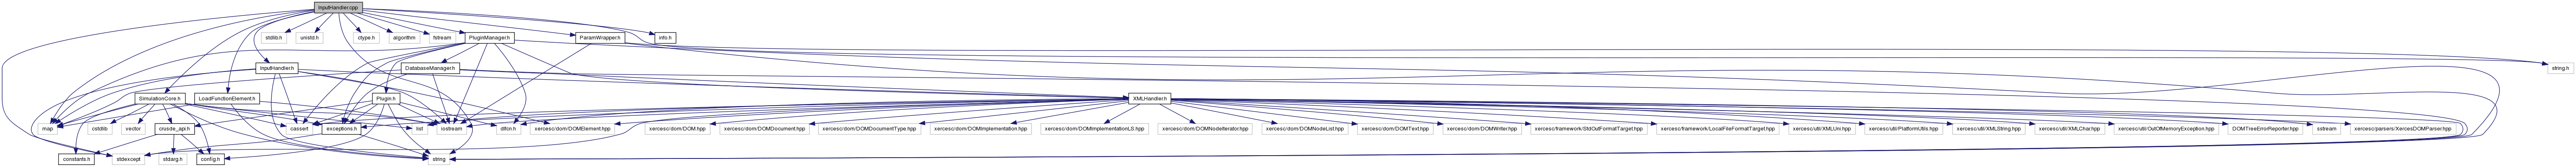 InputHandler.cpp
stdlib.h
unistd.h
ctype.h
algorithm
fstream
PluginManager.h
ParamWrapper.h
info.h
InputHandler.h
DatabaseManager.h
string.h
SimulationCore.h
LoadFunctionElement.h
Plugin.h
XMLHandler.h
map
cstdlib
vector
crusde_api.h
cassert
exceptions.h
list
iostream
dlfcn.h
xercesc/dom/DOMElement.hpp
xercesc/dom/DOM.hpp
xercesc/dom/DOMDocument.hpp
xercesc/dom/DOMDocumentType.hpp
xercesc/dom/DOMImplementation.hpp
xercesc/dom/DOMImplementationLS.hpp
xercesc/dom/DOMNodeIterator.hpp
xercesc/dom/DOMNodeList.hpp
xercesc/dom/DOMText.hpp
xercesc/dom/DOMWriter.hpp
xercesc/framework/StdOutFormatTarget.hpp
xercesc/framework/LocalFileFormatTarget.hpp
xercesc/util/XMLUni.hpp
xercesc/util/PlatformUtils.hpp
xercesc/util/XMLString.hpp
xercesc/util/XMLChar.hpp
xercesc/util/OutOfMemoryException.hpp
DOMTreeErrorReporter.hpp
sstream
xercesc/parsers/XercesDOMParser.hpp
constants.h
stdexcept
stdarg.h
config.h
string